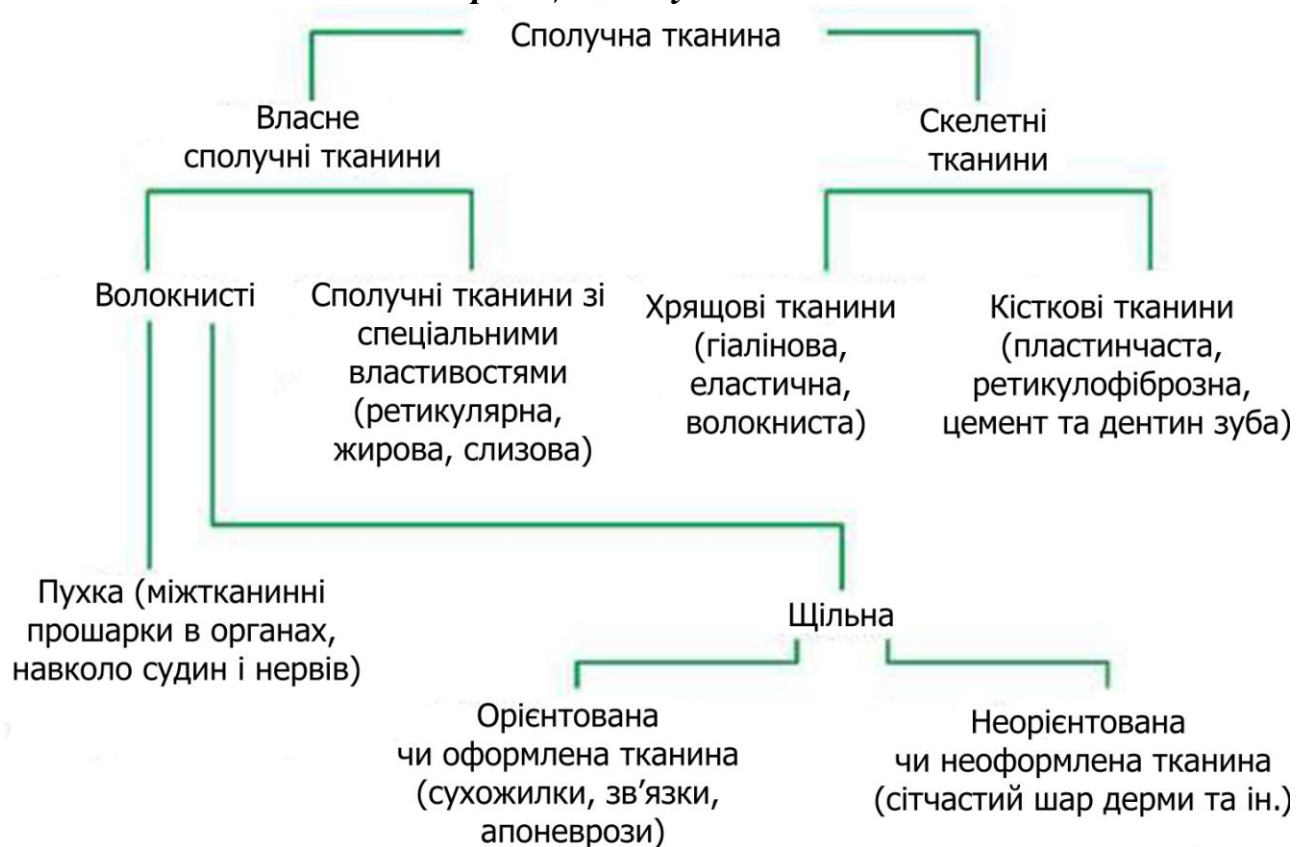 Сполучна тканина
Власне
сполучні тканини
Скелетні
тканини
Волокнисті
Сполучні тканини зі
спеціальними
властивостями
(ретикулярна,
жирова, слизова)
Хрящові тканини
(гіалінова,
еластична,
волокниста)
Кісткові тканини
(пластинчаста,
ретикулофіброзна,
цемент та дентин зуба)
Пухка (міжтканинні
прошарки в органах,
навколо судин і нервів)
Щільна
Орієнтована
чи оформлена тканина
(сухожилки, зв’язки,
апоневрози)
Неорієнтована
чи неоформлена тканина
(сітчастий шар дерми та ін.)